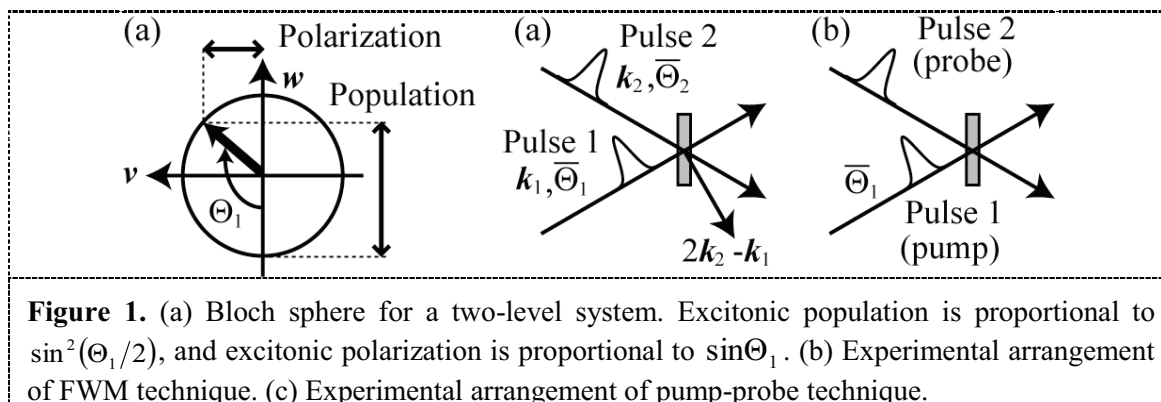 (a)
Polarization
w
Population
v
Θ₁
(a)
Pulse 2
k₂,Θ̅₂
Pulse 1
k₁,Θ̅₁
2k₂ -k₁
(b)
Pulse 2
(probe)
Θ̅₁
Pulse 1
(pump)
Figure 1. (a) Bloch sphere for a two-level system. Excitonic population is proportional to
sin²(Θ₁/2), and excitonic polarization is proportional to sinΘ₁. (b) Experimental arrangement
of FWM technique. (c) Experimental arrangement of pump-probe technique.